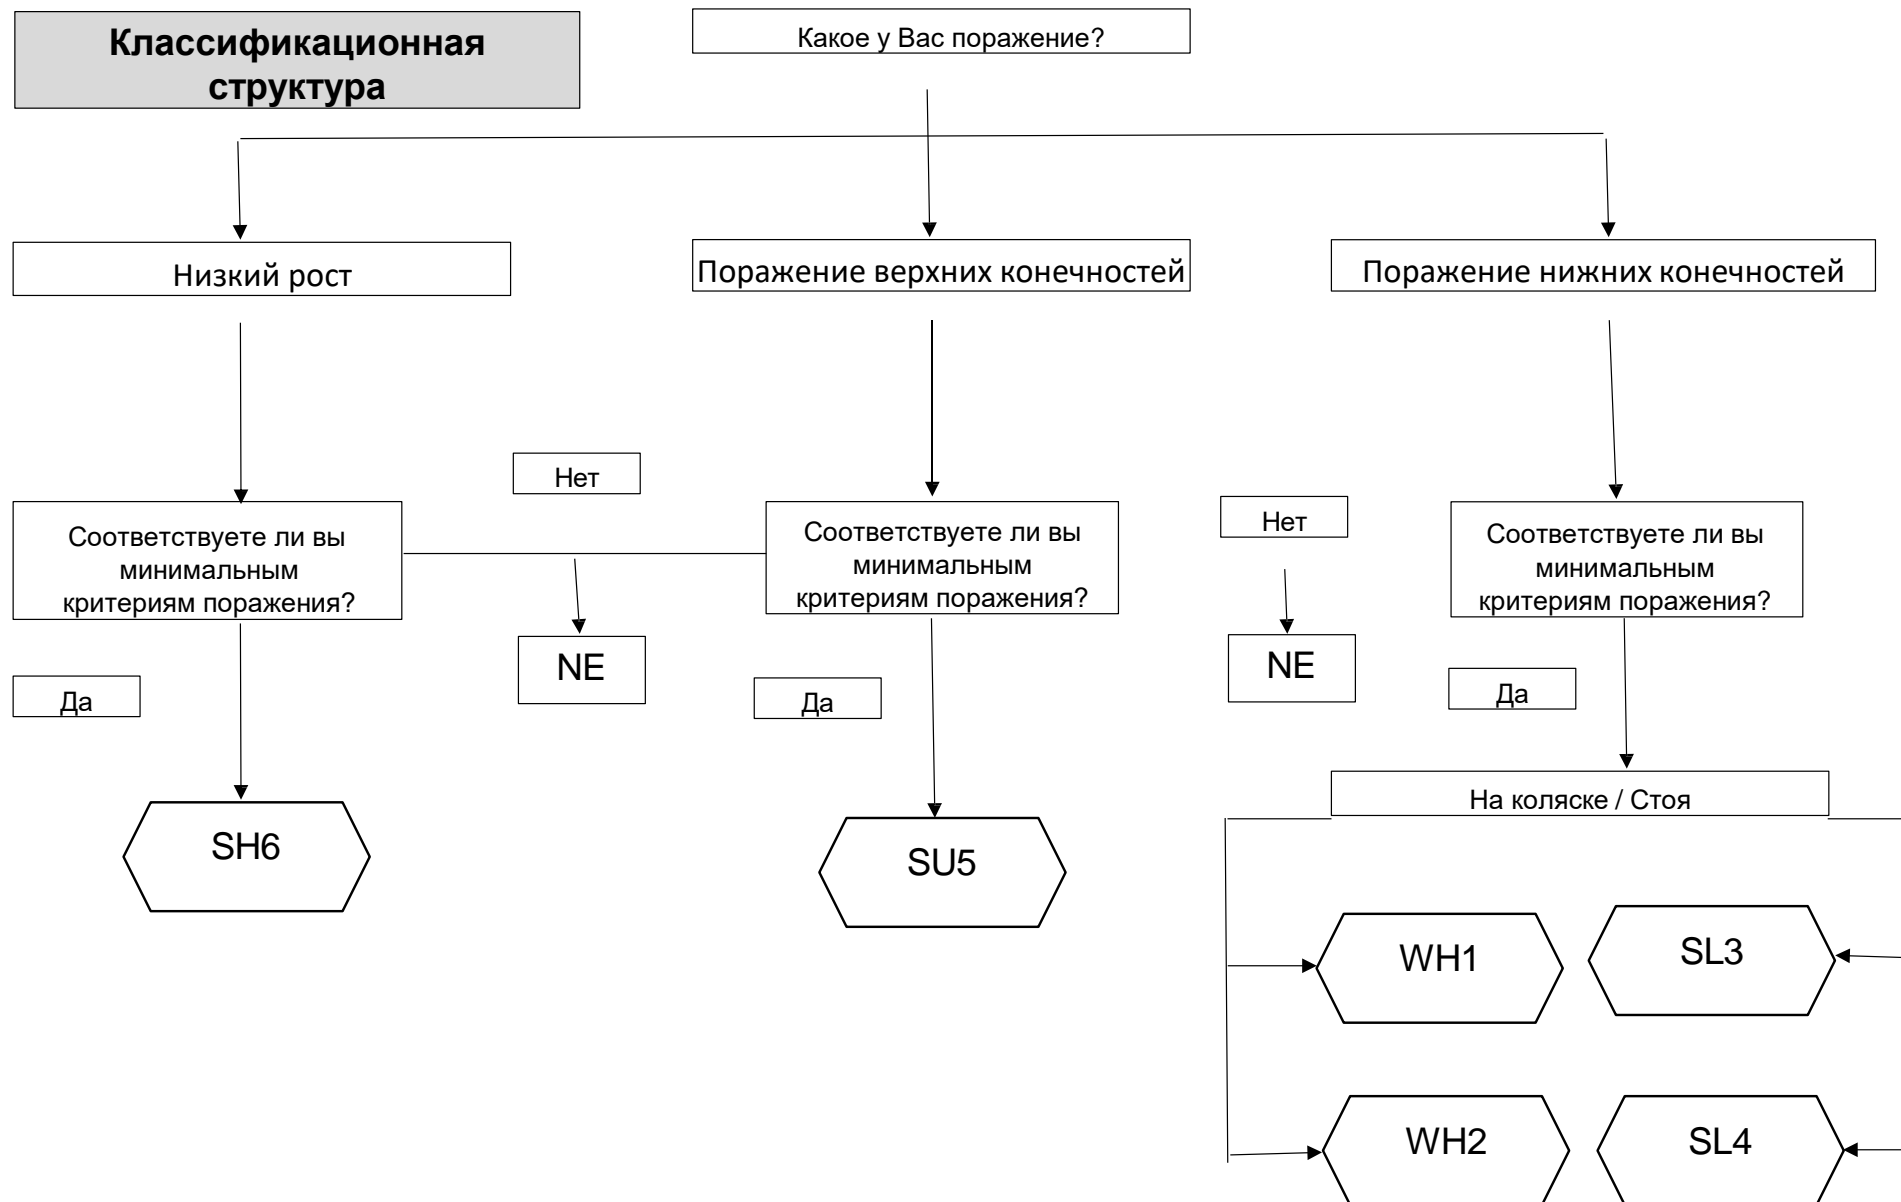 Классификационная
структура
Какое у Вас поражение?
Низкий рост
Поражение верхних конечностей
Поражение нижних конечностей
Нет
Нет
Соответствуете ли вы
минимальным
критериям поражения?
Соответствуете ли вы
минимальным
критериям поражения?
Соответствуете ли вы
минимальным
критериям поражения?
NE
NE
Да
Да
Да
На коляске / Стоя
SH6
SU5
WH1
SL3
WH2
SL4